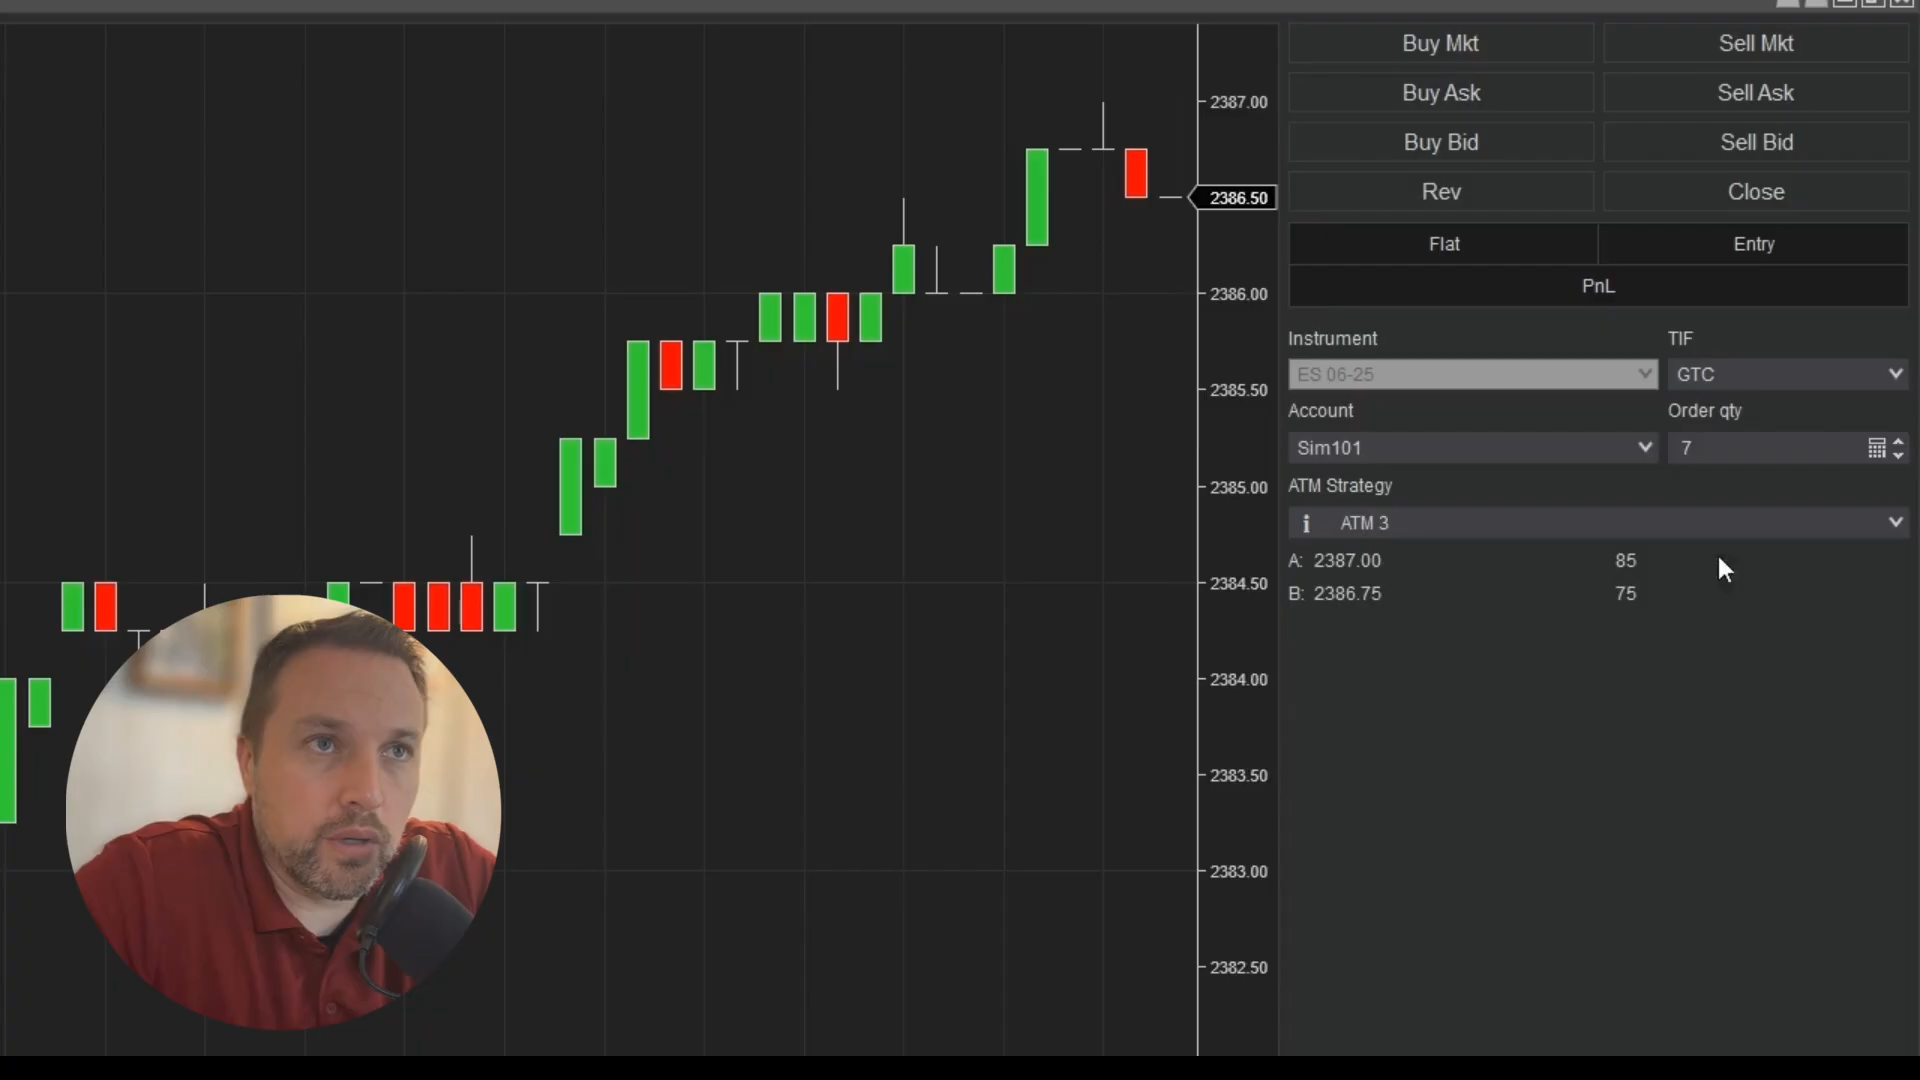 Buy Mkt
Sell Mkt
Buy Ask
Sell Ask
Buy Bid
Sell Bid
Rev
Close
Flat
Entry
PnL
Instrument
TIF
ES 06-25
GTC
Account
Order qty
Sim101
7
ATM Strategy
i ATM 3
A: 2387.00 85
B: 2386.75 75
2387.00
2386.50
2386.00
2385.50
2385.00
2384.50
2384.00
2383.50
2383.00
2382.50